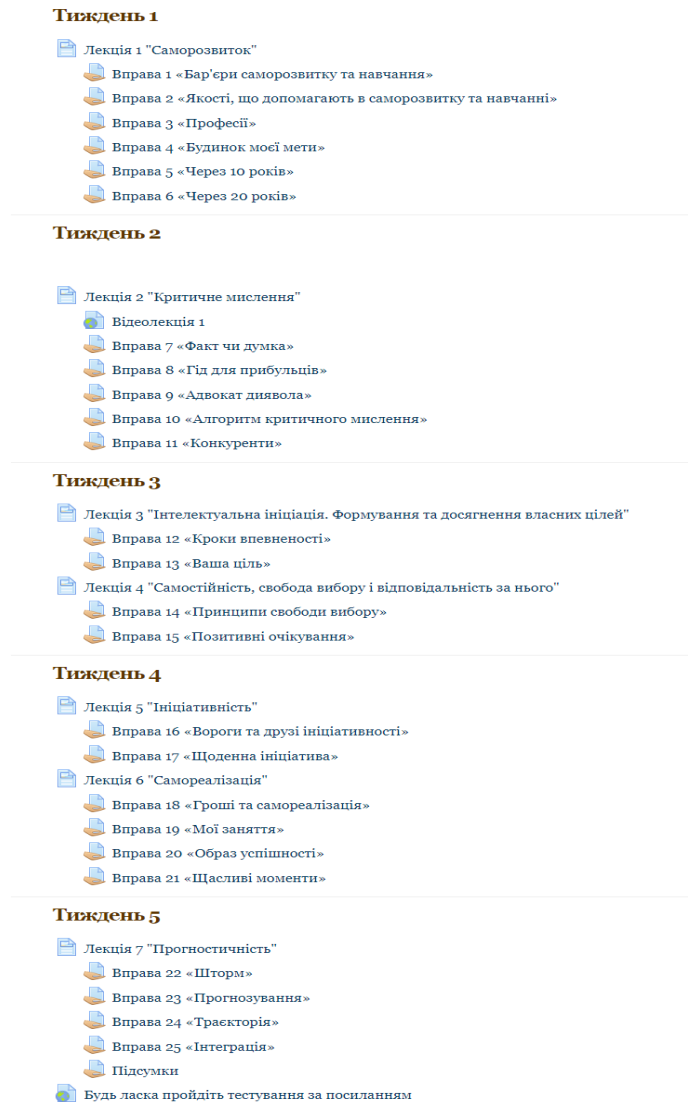 Тиждень 1
Лекція 1 "Саморозвиток"
Вправа 1 «Бар'єри саморозвитку та навчання»
Вправа 2 «Якості, що допомагають в саморозвитку та навчанні»
Вправа 3 «Професії»
Вправа 4 «Будинок моєї мети»
Вправа 5 «Через 10 років»
Вправа 6 «Через 20 років»
Тиждень 2
Лекція 2 "Критичне мислення"
Відеолекція 1
Вправа 7 «Факт чи думка»
Вправа 8 «Гід для прибульців»
Вправа 9 «Адвокат диявола»
Вправа 10 «Алгоритм критичного мислення»
Вправа 11 «Конкуренти»
Тиждень 3
Лекція 3 "Інтелектуальна ініціація. Формування та досягнення власних цілей"
Вправа 12 «Кроки впевненості»
Вправа 13 «Ваша ціль»
Лекція 4 "Самостійність, свобода вибору і відповідальність за нього"
Вправа 14 «Принципи свободи вибору»
Вправа 15 «Позитивні очікування»
Тиждень 4
Лекція 5 "Ініціативність"
Вправа 16 «Вороги та друзі ініціативності»
Вправа 17 «Щоденна ініціатива»
Лекція 6 "Самореалізація"
Вправа 18 «Гроші та самореалізація»
Вправа 19 «Мої заняття»
Вправа 20 «Образ успішності»
Вправа 21 «Щасливі моменти»
Тиждень 5
Лекція 7 "Прогностичність"
Вправа 22 «Шторм»
Вправа 23 «Прогнозування»
Вправа 24 «Траєкторія»
Вправа 25 «Інтеграція»
Підсумки
Будь ласка пройдіть тестування за посиланням